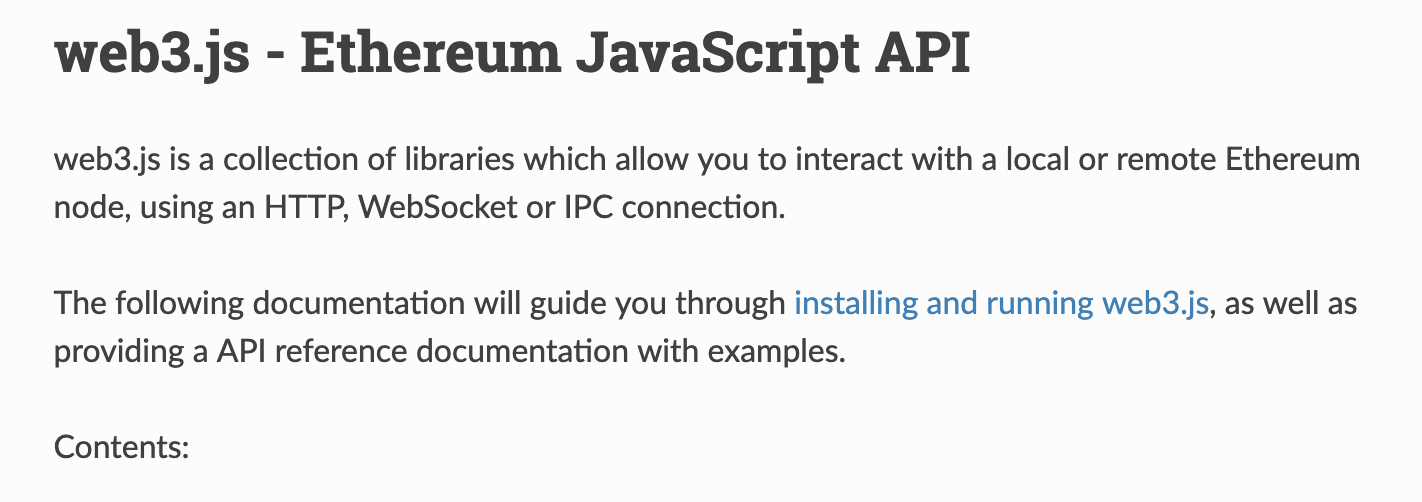 web3.js - Ethereum JavaScript API
web3.js is a collection of libraries which allow you to interact with a local or remote Ethereum
node, using an HTTP, WebSocket or IPC connection.
The following documentation will guide you through installing and running web3.js, as well as
providing a API reference documentation with examples.
Contents: